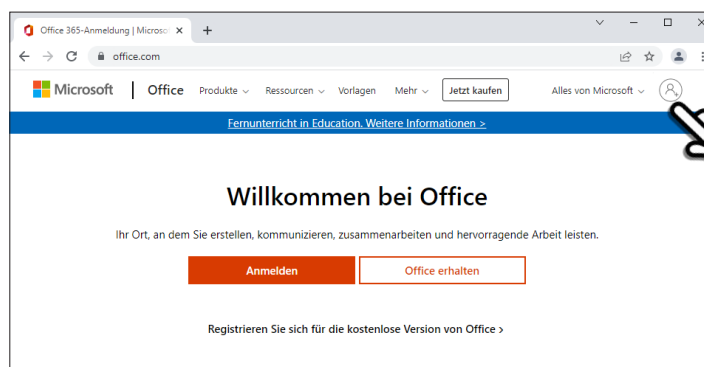 Office 365-Anmeldung | Microso
office.com
Microsoft Office Produkte Ressourcen Vorlagen Mehr Jetzt kaufen Alles von Microsoft
Fernunterricht in Education. Weitere Informationen >
Willkommen bei Office
Ihr Ort, an dem Sie erstellen, kommunizieren, zusammenarbeiten und hervorragende Arbeit leisten.
Anmelden Office erhalten
Registrieren Sie sich für die kostenlose Version von Office >